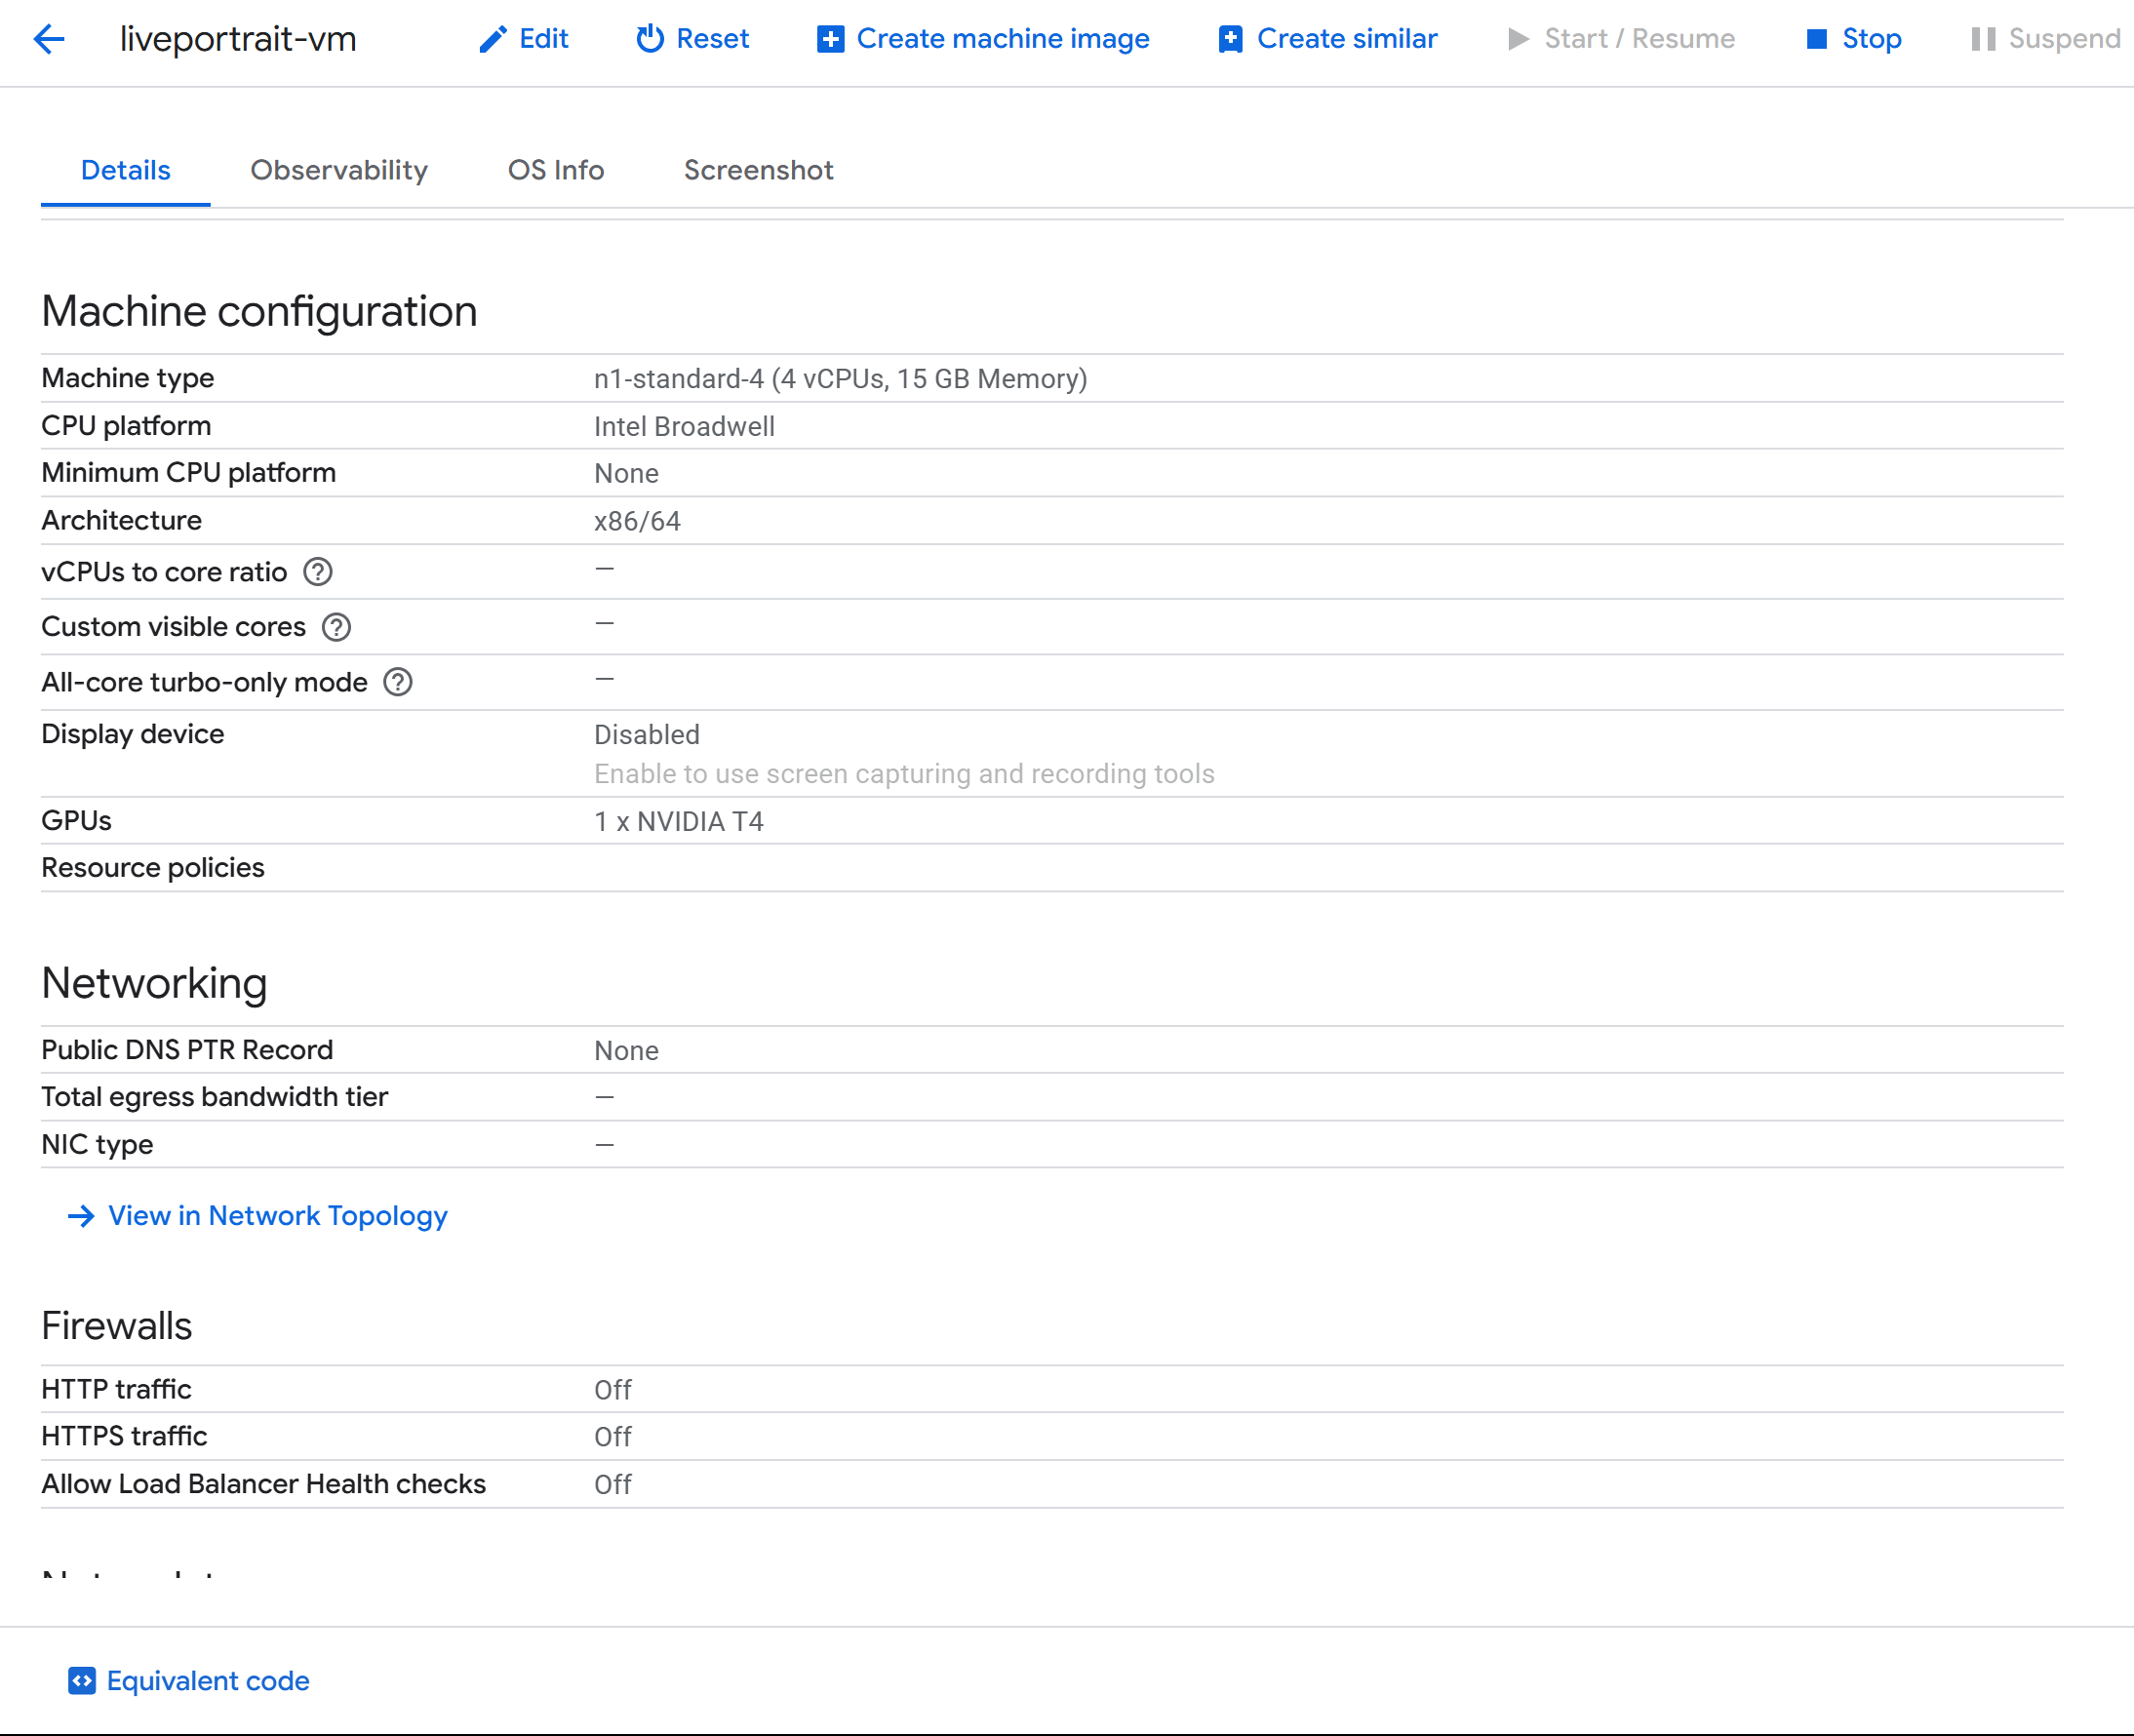 liveportrait-vm Edit Reset Create machine image Create similar Start / Resume Stop Suspend
Details Observability OS Info Screenshot
Machine configuration
Machine type n1-standard-4 (4 vCPUs, 15 GB Memory)
CPU platform Intel Broadwell
Minimum CPU platform None
Architecture x86/64
vCPUs to core ratio —
Custom visible cores —
All-core turbo-only mode —
Display device Disabled
Enable to use screen capturing and recording tools
GPUs 1 x NVIDIA T4
Resource policies
Networking
Public DNS PTR Record None
Total egress bandwidth tier —
NIC type —
View in Network Topology
Firewalls
HTTP traffic Off
HTTPS traffic Off
Allow Load Balancer Health checks Off
Equivalent code